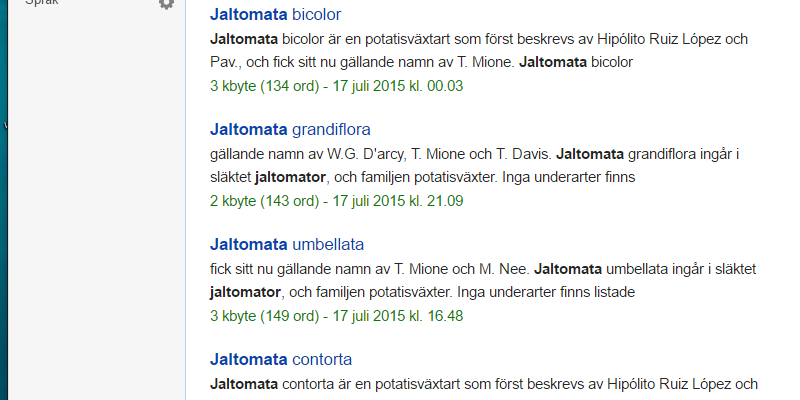 Språk
Jaltomata bicolor
Jaltomata bicolor är en potatisväxtart som först beskrevs av Hipólito Ruiz López och
Pav., och fick sitt nu gällande namn av T. Mione. Jaltomata bicolor
3 kbyte (134 ord) - 17 juli 2015 kl. 00.03
Jaltomata grandiflora
gällande namn av W.G. D'arcy, T. Mione och T. Davis. Jaltomata grandiflora ingår i
släktet jaltomator, och familjen potatisväxter. Inga underarter finns
2 kbyte (143 ord) - 17 juli 2015 kl. 21.09
Jaltomata umbellata
fick sitt nu gällande namn av T. Mione och M. Nee. Jaltomata umbellata ingår i släktet
jaltomator, och familjen potatisväxter. Inga underarter finns listade
3 kbyte (149 ord) - 17 juli 2015 kl. 16.48
Jaltomata contorta
Jaltomata contorta är en potatisväxtart som först beskrevs av Hipólito Ruiz López och